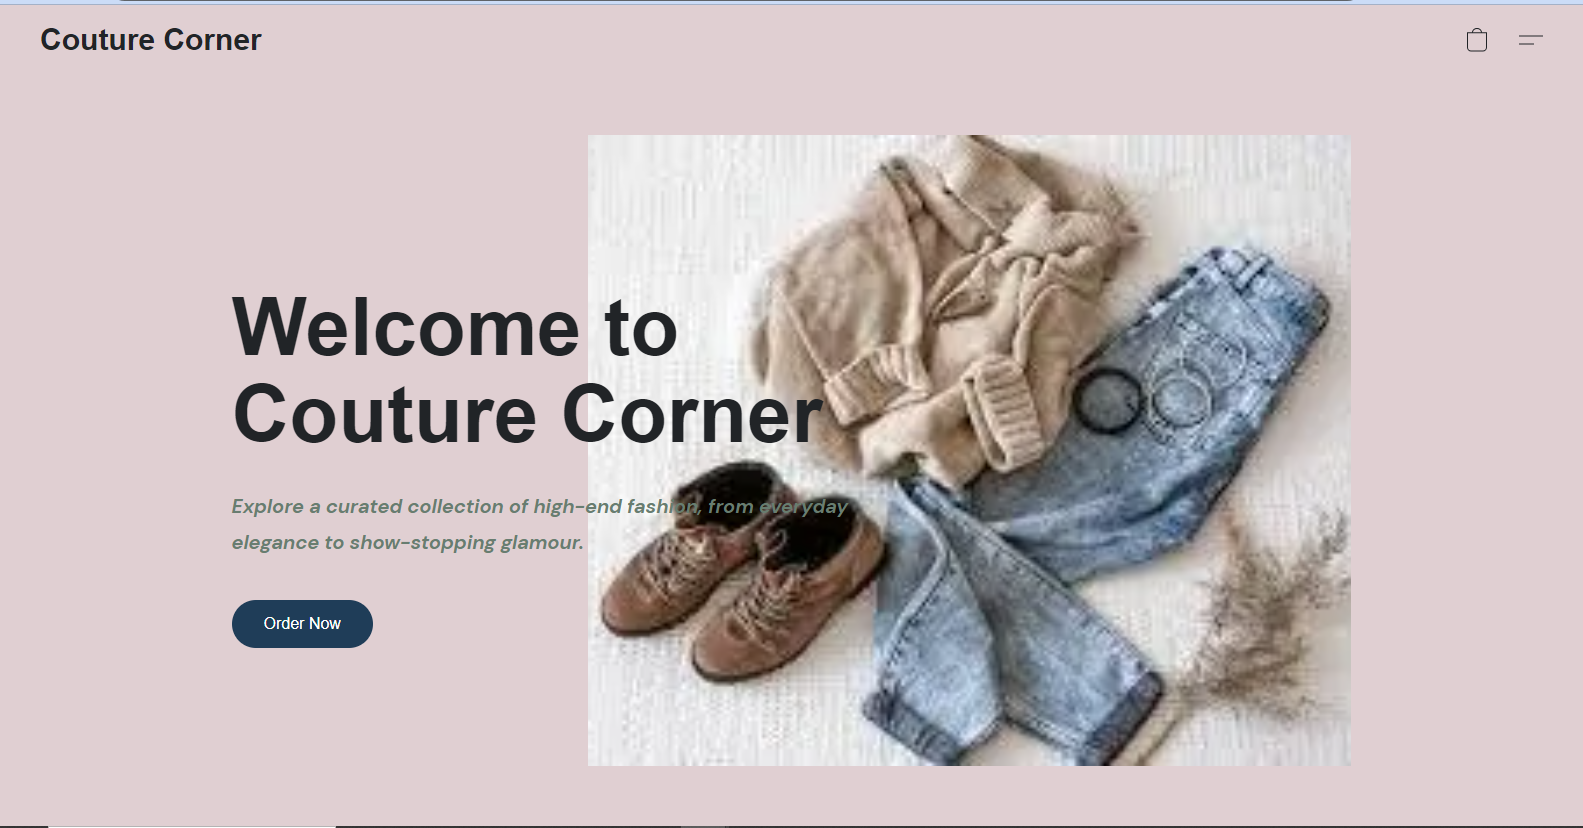 Couture Corner
Welcome to
Couture Corner
Explore a curated collection of high-end fashion, from everyday
elegance to show-stopping glamour.
Order Now